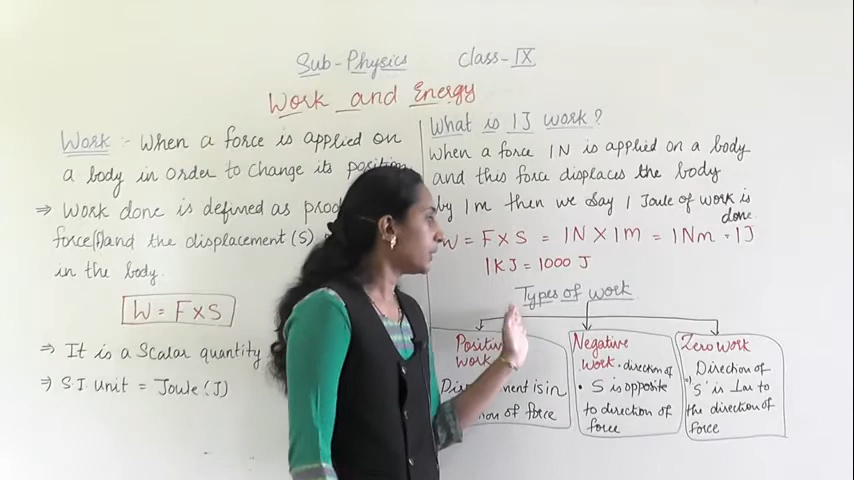 Sub-Physics Class-IX
Work and Energy
Work :- When a force is applied on
a body in order to change its position
⇒ Work done is defined as
force(F) and the displacement (S)
in the body.
W = F×S
⇒ It is a Scalar quantity
⇒ S.I. unit = Joule (J)
What is 1J work?
When a force 1N is applied on a body
and this force displaces the body
by 1m then we say 1 Joule of work is
done.
W = F×S = 1N×1m = 1Nm = 1J
1KJ = 1000 J
Types of work
Positive
work
is in
of force
Negative
work • direction of
• S is opposite
to direction of
force
Zero work
Direction of
'S' is ⊥ar to
the direction of
force